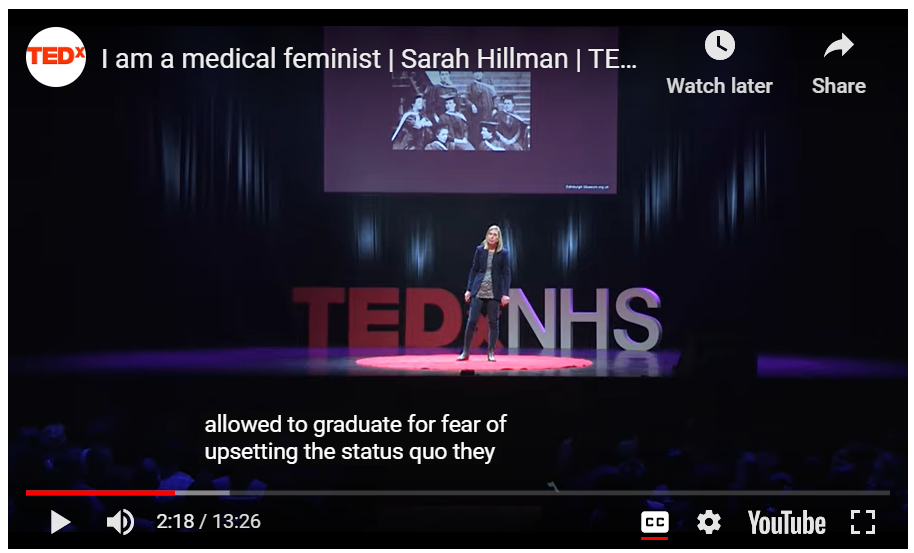 TEDx
I am a medical feminist | Sarah Hillman | TE...
Watch later
Share
TEDxNHS
allowed to graduate for fear of
upsetting the status quo they
2:18 / 13:26
CC
YouTube